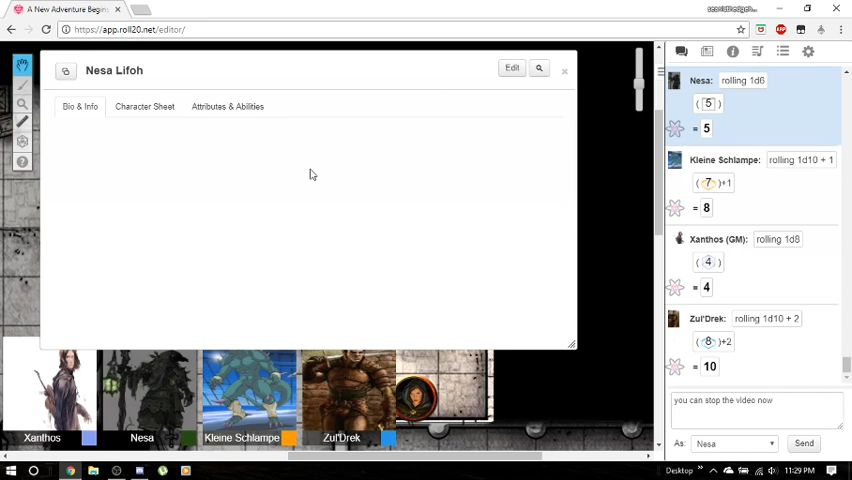 A New Adventure Begin
https://app.roll20.net/editor/
Nesa Lifoh
Edit
Bio & Info
Character Sheet
Attributes & Abilities
Nesa:
rolling 1d6
( 5 )
= 5
Kleine Schlampe:
rolling 1d10 + 1
( 7 )+1
= 8
Xanthos (GM):
rolling 1d8
( 4 )
= 4
Zul'Drek:
rolling 1d10 + 2
( 8 )+2
= 10
you can stop the video now
As:
Nesa
Send
Xanthos
Nesa
Kleine Schlampe
Zul'Drek
Desktop
11:29 PM